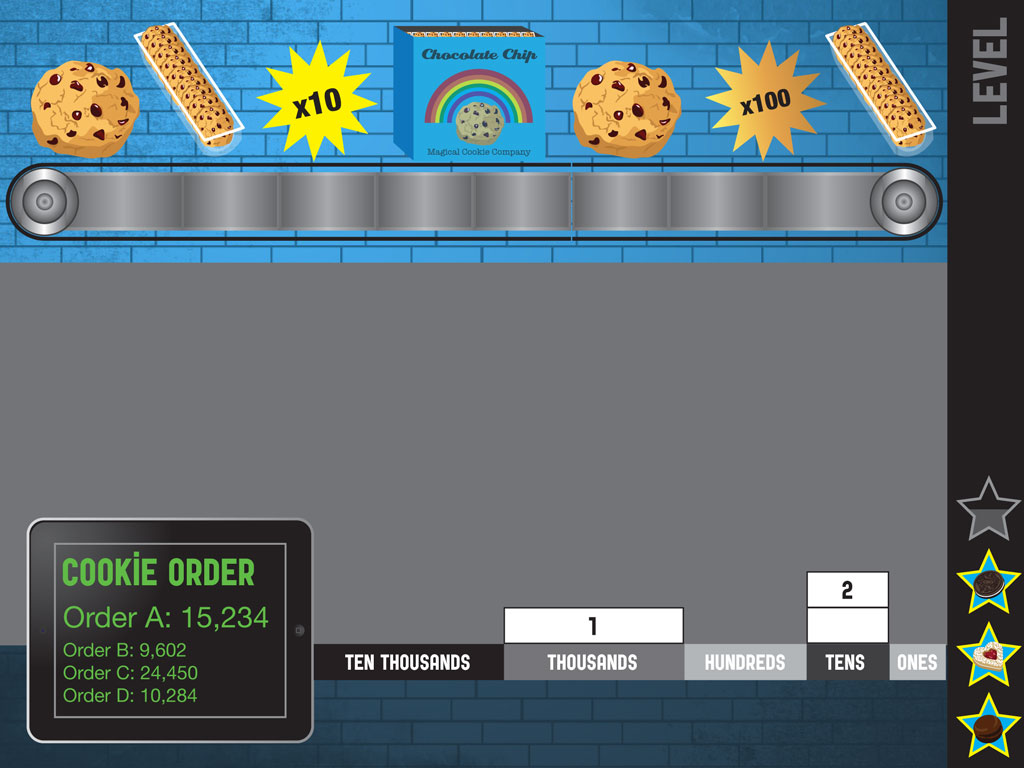 LEVEL
x10
Chocolate Chip
Magical Cookie Company
x100
COOKiE ORDER
Order A: 15,234
Order B: 9,602
Order C: 24,450
Order D: 10,284
1
2
TEN THOUSANDS
THOUSANDS
HUNDREDS
TENS
ONES